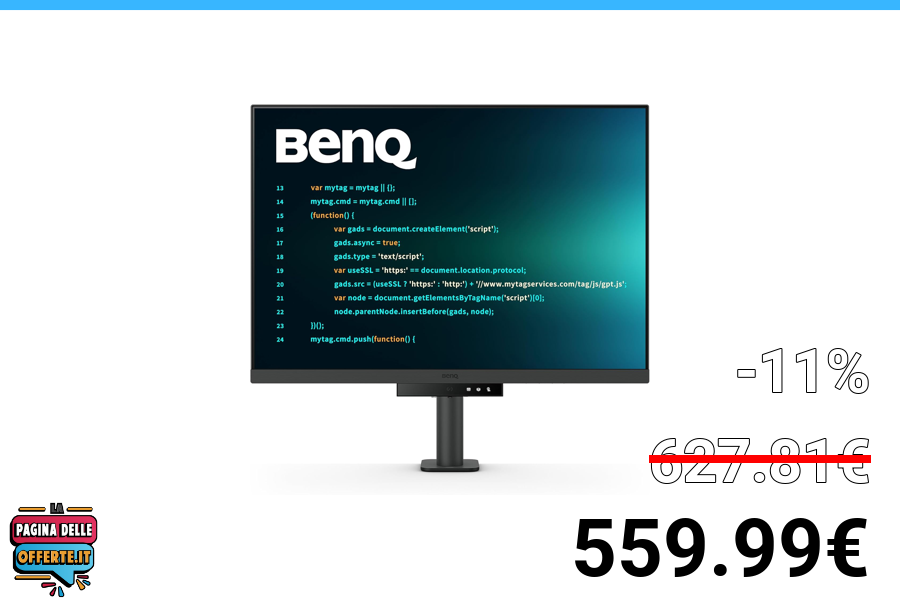 BenQ
13 var mytag = mytag || {};
14 mytag.cmd = mytag.cmd || [];
15 (function() {
16 var gads = document.createElement('script');
17 gads.async = true;
18 gads.type = 'text/script';
19 var useSSL = 'https:' == document.location.protocol;
20 gads.src = (useSSL ? 'https:' : 'http:') + '//www.mytagservices.com/tag/js/gpt.js';
21 var node = document.getElementsByTagName('script')[0];
22 node.parentNode.insertBefore(gads, node);
23 })();
24 mytag.cmd.push(function() {
BenQ
-11%
627.81€
559.99€
LA
PAGINA DELLE
OFFERTE.IT